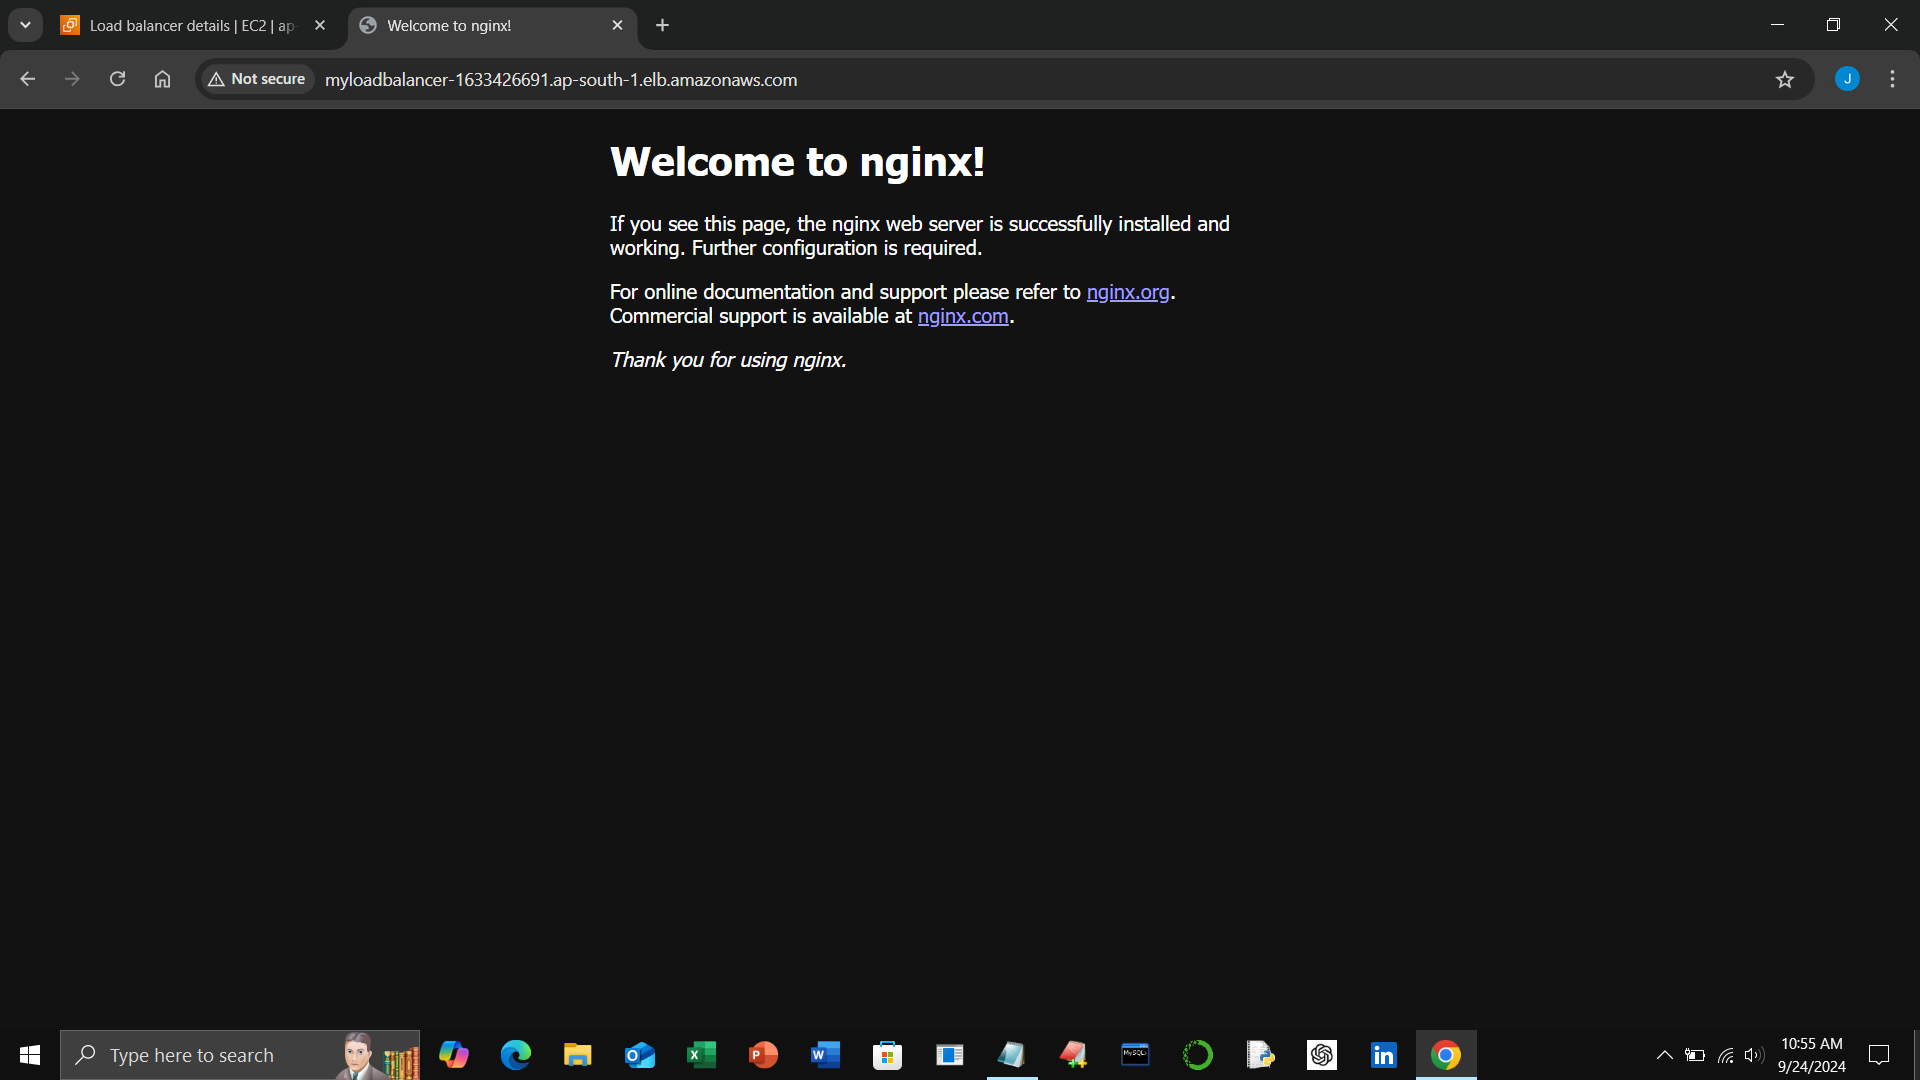 Load balancer details | EC2 | ap-
Welcome to nginx!
Not secure
myloadbalancer-1633426691.ap-south-1.elb.amazonaws.com
J
Welcome to nginx!
If you see this page, the nginx web server is successfully installed and
working. Further configuration is required.
For online documentation and support please refer to nginx.org.
Commercial support is available at nginx.com.
Thank you for using nginx.
Type here to search
10:55 AM
9/24/2024